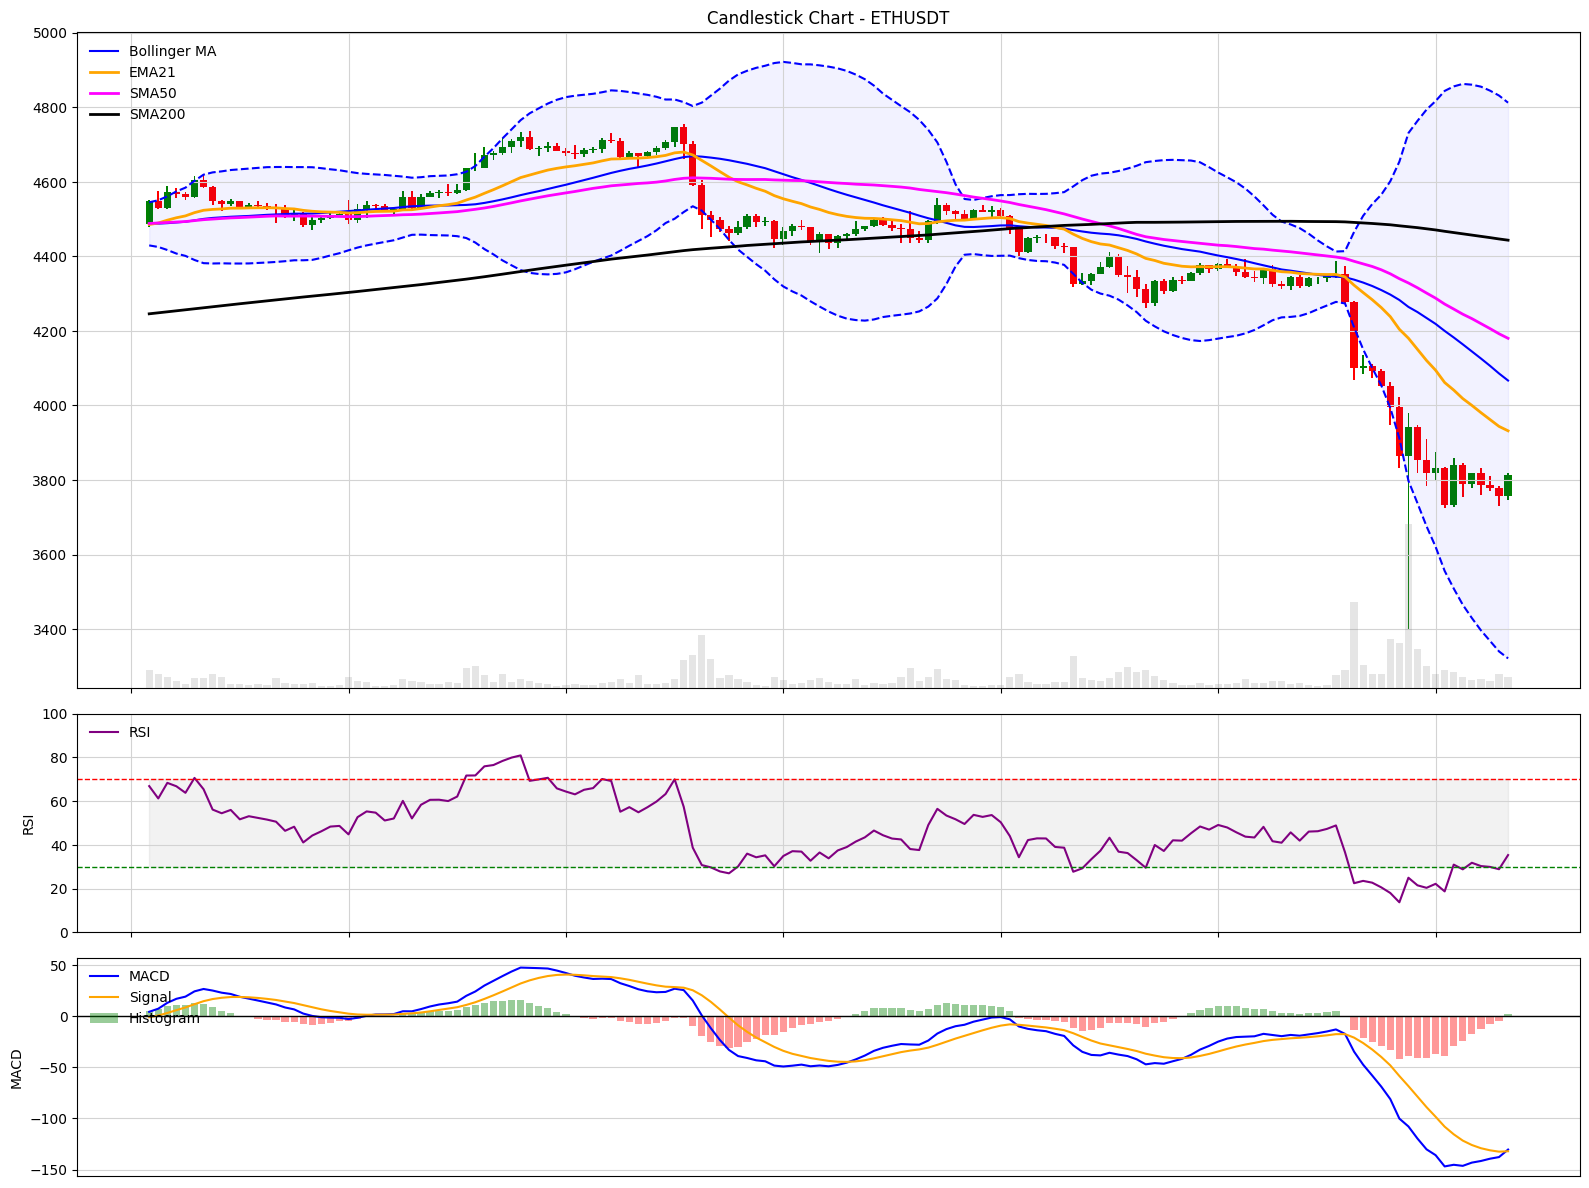 Candlestick Chart - ETHUSDT
5000
4800
4600
4400
4200
4000
3800
3600
3400
Bollinger MA
EMA21
SMA50
SMA200
100
80
60
40
20
0
RSI
RSI
50
0
−50
−100
−150
MACD
MACD
Signal
Histogram